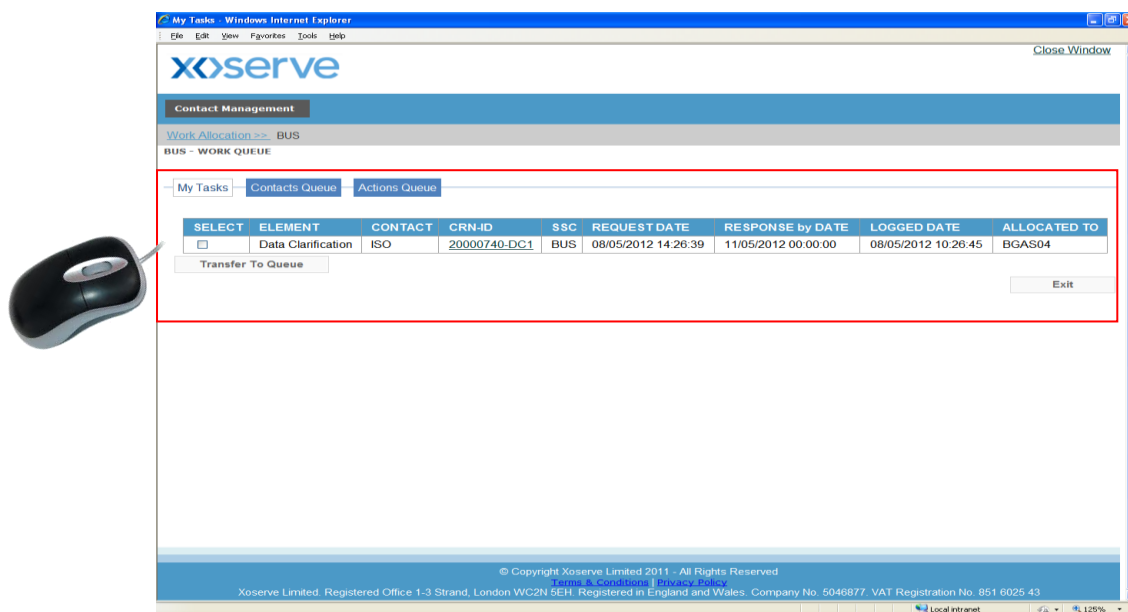 My Tasks - Windows Internet Explorer
File Edit View Favorites Tools Help
Close Window
xoserve
Contact Management
Work Allocation >> BUS
BUS - WORK QUEUE
My Tasks Contacts Queue Actions Queue
SELECT ELEMENT CONTACT CRN-ID SSC REQUEST DATE RESPONSE by DATE LOGGED DATE ALLOCATED TO
Data Clarification ISO 20000740-DC1 BUS 08/05/2012 14:26:39 11/05/2012 00:00:00 08/05/2012 10:26:45 BGAS04
Transfer To Queue
Exit
© Copyright Xoserve Limited 2011 - All Rights Reserved
Terms & Conditions | Privacy Policy
Xoserve Limited. Registered Office 1-3 Strand, London WC2N 5EH. Registered in England and Wales. Company No. 5046877. VAT Registration No. 851 6025 43
Local intranet 125%